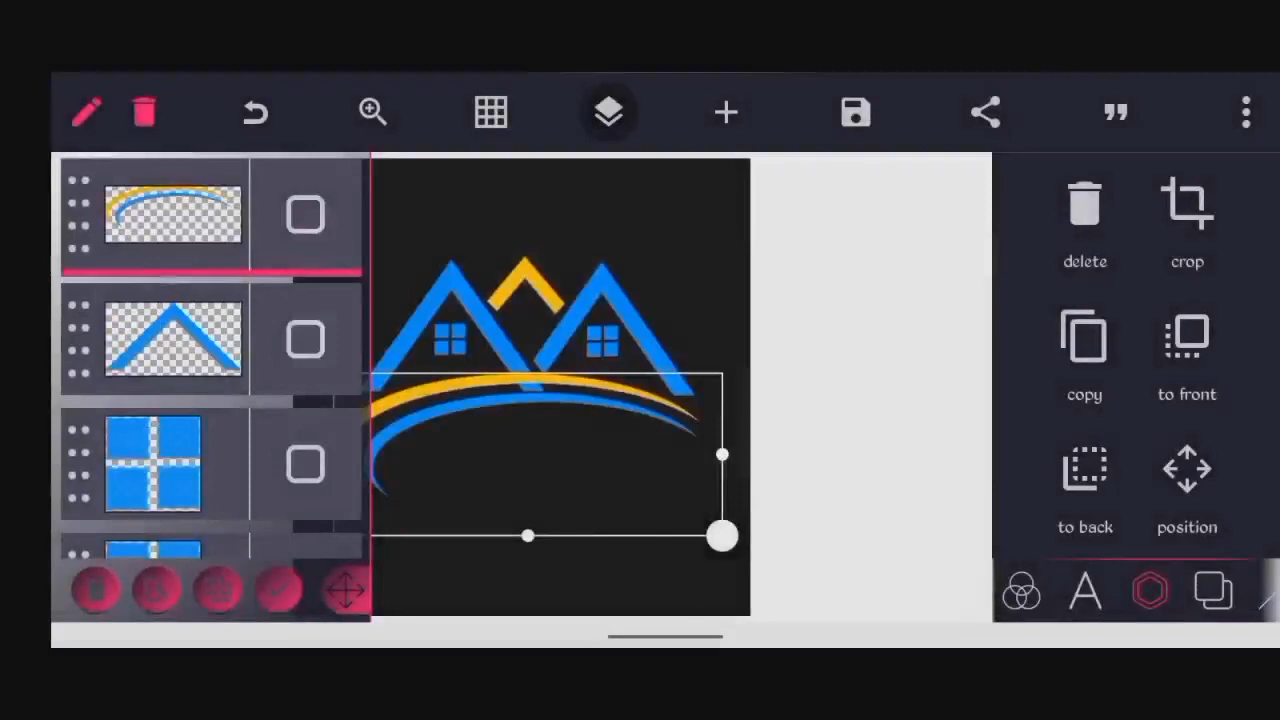 delete
crop
copy
to front
to back
position